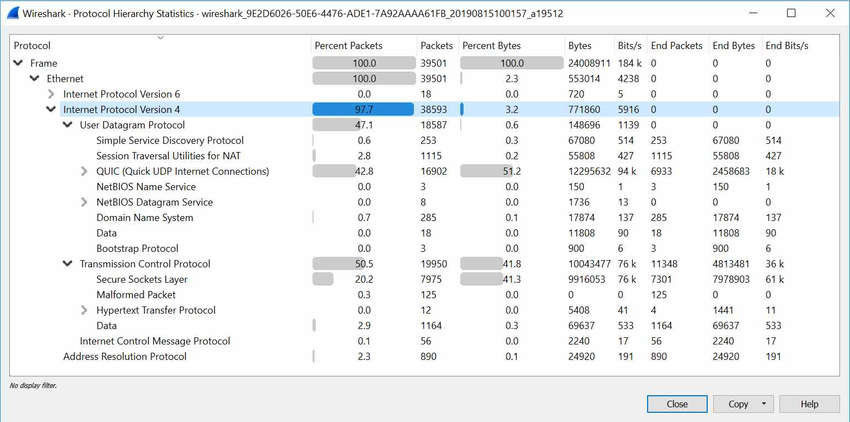 Wireshark - Protocol Hierarchy Statistics - wireshark_9E2D6026-50E6-4476-ADE1-7A92AAAA61FB_20190815100157_a19512
Protocol Percent Packets Packets Percent Bytes Bytes Bits/s End Packets End Bytes End Bits/s
Frame 100.0 39501 100.0 24008911 184 k 0 0 0
Ethernet 100.0 39501 2.3 553014 4238 0 0 0
Internet Protocol Version 6 0.0 18 0.0 720 5 0 0 0
Internet Protocol Version 4 97.7 38593 3.2 771860 5916 0 0 0
User Datagram Protocol 47.1 18587 0.6 148696 1139 0 0 0
Simple Service Discovery Protocol 0.6 253 0.3 67080 514 253 67080 514
Session Traversal Utilities for NAT 2.8 1115 0.2 55808 427 1115 55808 427
QUIC (Quick UDP Internet Connections) 42.8 16902 51.2 12295632 94 k 6933 2458683 18 k
NetBIOS Name Service 0.0 3 0.0 150 1 3 150 1
NetBIOS Datagram Service 0.0 8 0.0 1736 13 0 0 0
Domain Name System 0.7 285 0.1 17874 137 285 17874 137
Data 0.0 18 0.0 11808 90 18 11808 90
Bootstrap Protocol 0.0 3 0.0 900 6 3 900 6
Transmission Control Protocol 50.5 19950 41.8 10043477 76 k 11348 4813481 36 k
Secure Sockets Layer 20.2 7975 41.3 9916053 76 k 7301 7978903 61 k
Malformed Packet 0.3 125 0.0 0 0 125 0 0
Hypertext Transfer Protocol 0.0 12 0.0 5408 41 4 1441 11
Data 2.9 1164 0.3 69637 533 1164 69637 533
Internet Control Message Protocol 0.1 56 0.0 2240 17 56 2240 17
Address Resolution Protocol 2.3 890 0.1 24920 191 890 24920 191
No display filter.
Close Copy Help